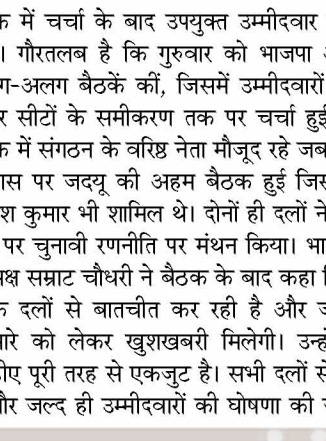 में चर्चा के बाद उपयुक्त उम्मीदवार
। गौरतलब है कि गुरुवार को भाजपा
ग-अलग बैठकें कीं, जिसमें उम्मीदवारों
सीटों के समीकरण तक पर चर्चा हुई
में संगठन के वरिष्ठ नेता मौजूद रहे जब
पर जदयू की अहम बैठक हुई जिस
कुमार भी शामिल थे। दोनों ही दलों ने
पर चुनावी रणनीति पर मंथन किया। भा
सम्राट चौधरी ने बैठक के बाद कहा
दलों से बातचीत कर रही है और
को लेकर खुशखबरी मिलेगी। उन्ह
पूरी तरह से एकजुट है। सभी दलों से
जल्द ही उम्मीदवारों की घोषणा की